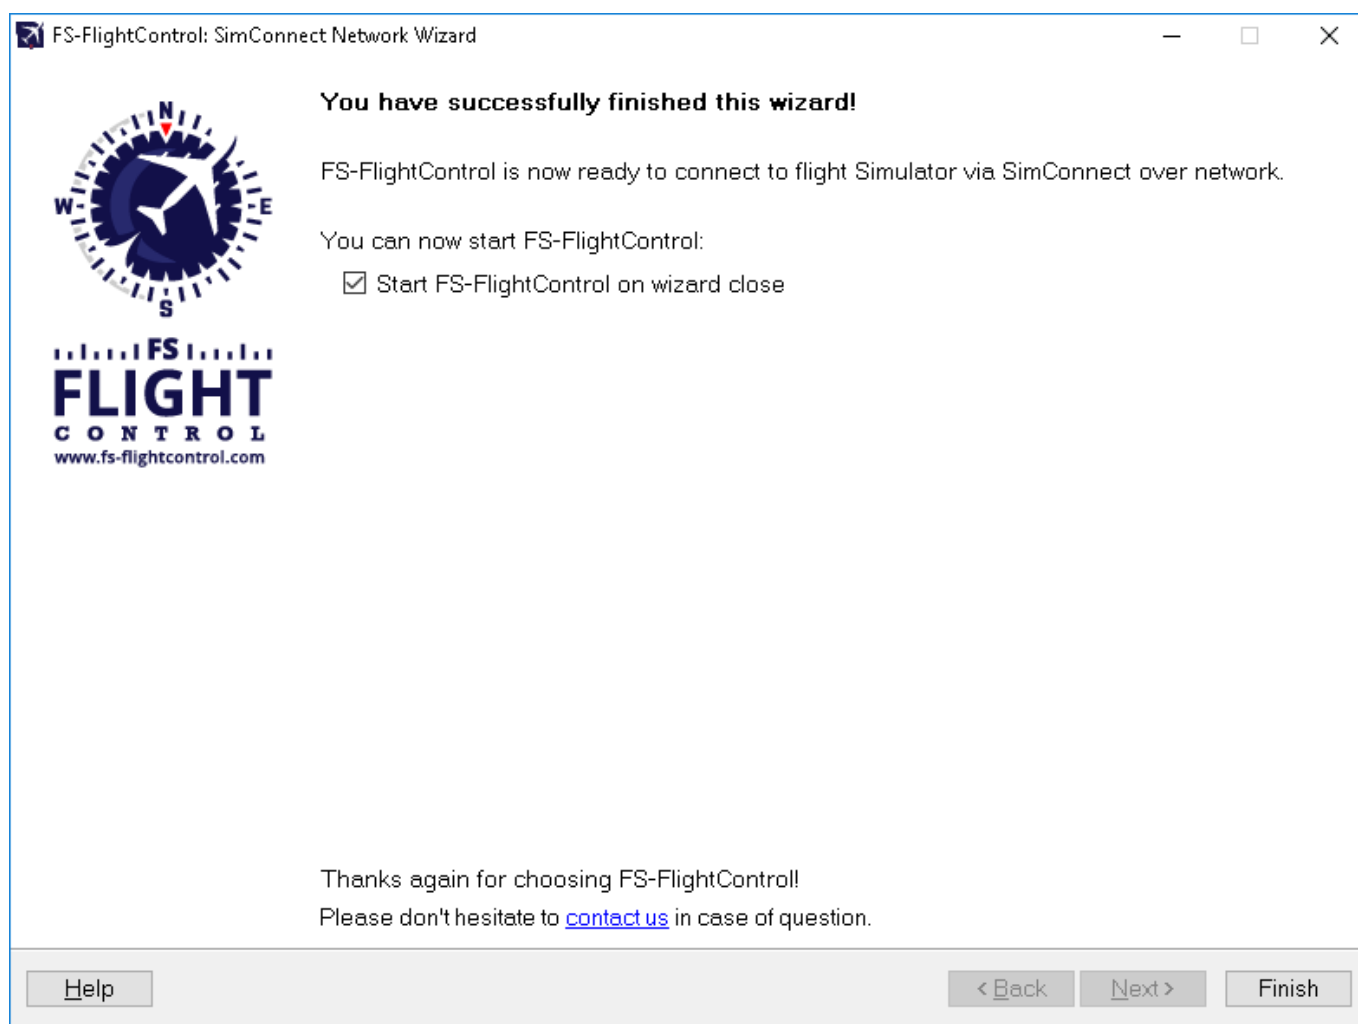 FS-FlightControl: SimConnect Network Wizard
N
W
E
S
FS
FLIGHT
CONTROL
www.fs-flightcontrol.com
You have successfully finished this wizard!
FS-FlightControl is now ready to connect to flight Simulator via SimConnect over network.
You can now start FS-FlightControl:
Start FS-FlightControl on wizard close
Thanks again for choosing FS-FlightControl!
Please don't hesitate to contact us in case of question.
Help
< Back
Next >
Finish